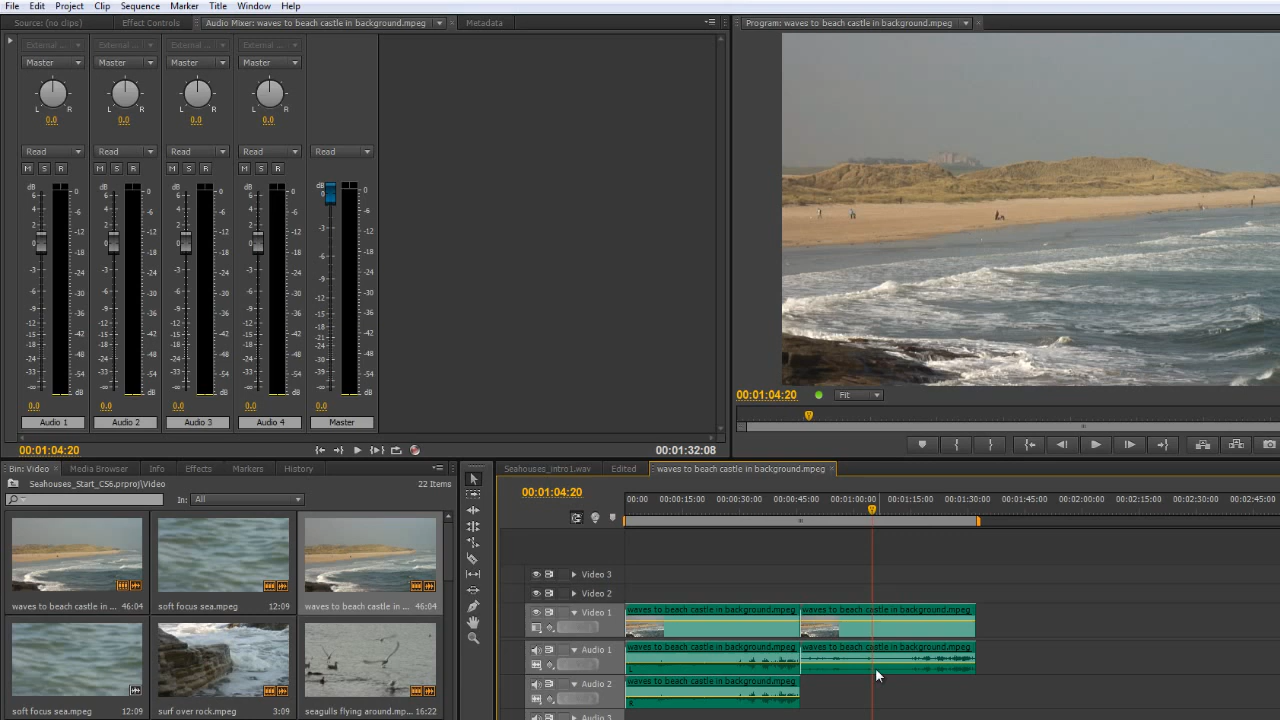 File Edit Project Clip Sequence Marker Title Window Help
Source: (no clips) Effect Controls Audio Mixer: waves to beach castle in background.mpeg Metadata
Program: waves to beach castle in background.mpeg
External ... External ... External ... External ...
Master Master Master Master
L R L R L R L R
0.0 0.0 0.0 0.0
Read Read Read Read Read
M S R M S R M S R M S R
dB dB dB dB dB
6 0 6 0 6 0 6 0 0 0
4 -6 4 -6 4 -6 4 -6 -6
2 -12 2 -12 2 -12 2 -12 -3 -12
0 -18 0 -18 0 -18 0 -18 -18
-3 -24 -3 -24 -3 -24 -3 -24 -6 -24
-6 -30 -6 -30 -6 -30 -6 -30 -9 -30
-9 -36 -9 -36 -9 -36 -9 -36 -12 -36
-12 -42 -12 -42 -12 -42 -12 -42 -15 -42
-15 -15 -15 -15 -18
-18 -48 -18 -48 -18 -48 -18 -48 -21 -48
-24 -54 -24 -54 -24 -54 -24 -54 -24 -54
-33 -33 -33 -33 -39
-∞ dB -∞ dB -∞ dB -∞ dB -∞ dB
0.0 0.0 0.0 0.0 0.0
Audio 1 Audio 2 Audio 3 Audio 4 Master
00:01:04:20 00:01:32:08
00:01:04:20 Fit
Bin: Video Media Browser Info Effects Markers History
Seahouses_Start_CS6.prproj\Video 22 Items
In: All
waves to beach castle in ... 46:04 soft focus sea.mpeg 12:09 waves to beach castle in ... 46:04
soft focus sea.mpeg 12:09 surf over rock.mpeg 3:09 seagulls flying around.mp... 16:22
Seahouses_intro1.wav Edited waves to beach castle in background.mpeg
00:01:04:20
00:00 00:00:15:00 00:00:30:00 00:00:45:00 00:01:00:00 00:01:15:00 00:01:30:00 00:01:45:00 00:02:00:00 00:02:15:00 00:02:30:00 00:02:45:00
Video 3
Video 2
Video 1 waves to beach castle in background.mpeg waves to beach castle in background.mpeg
Audio 1 waves to beach castle in background.mpeg waves to beach castle in background.mpeg
L
Audio 2 waves to beach castle in background.mpeg
R
Audio 3